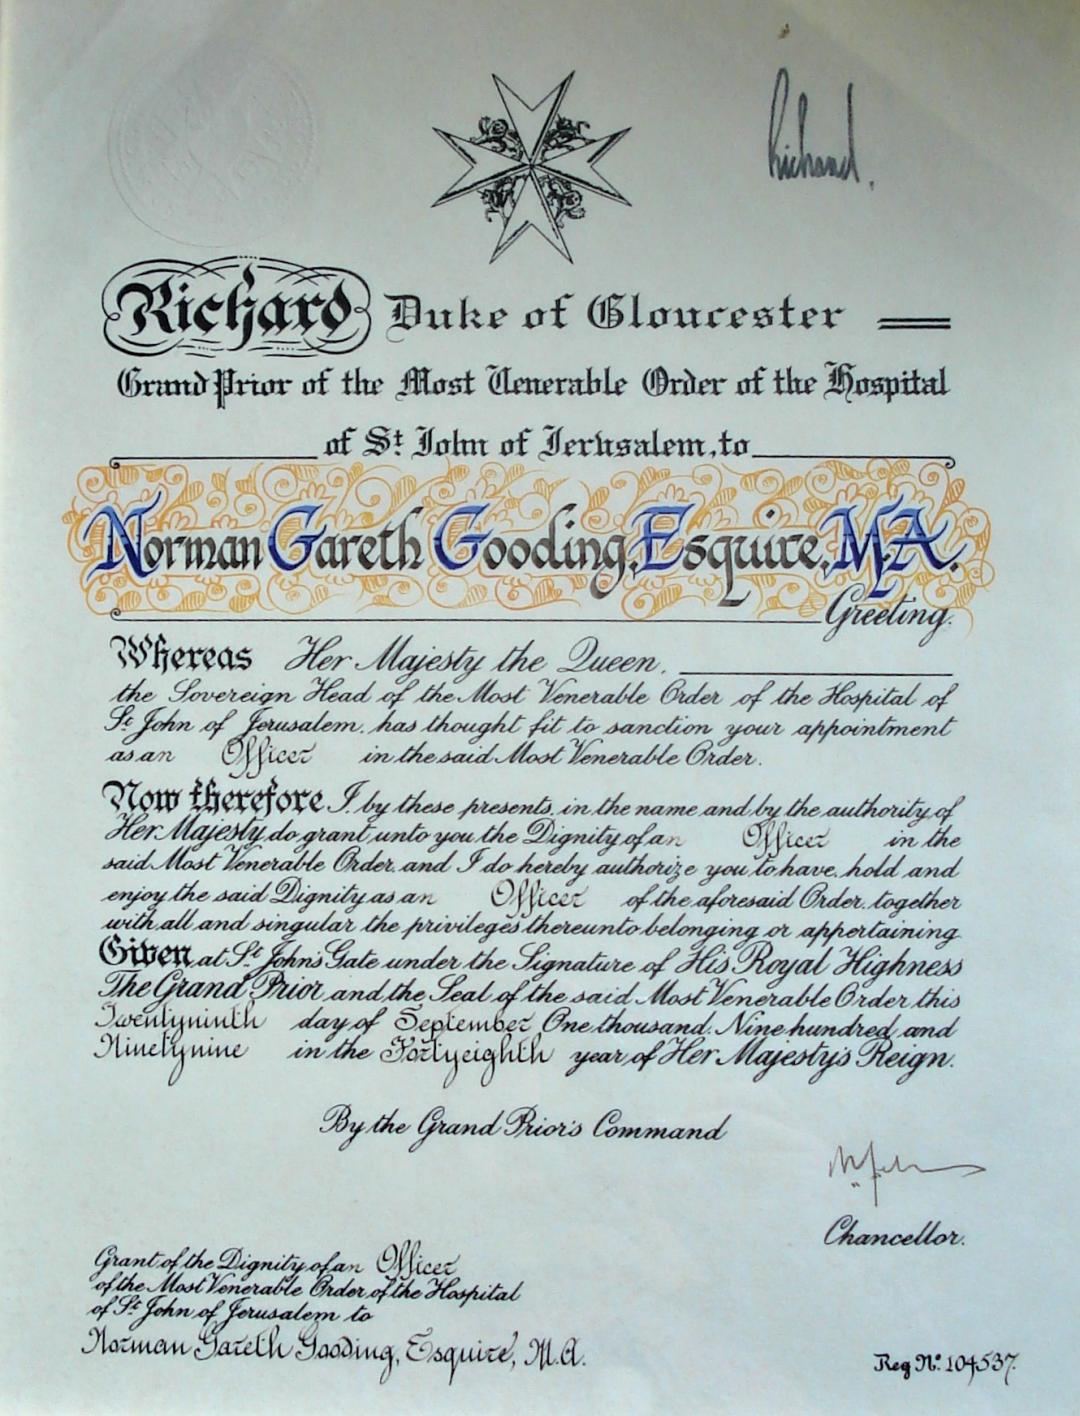 Richard.
Richard Duke of Gloucester
Grand Prior of the Most Venerable Order of the Hospital
of St John of Jerusalem, to
Norman Gareth Gooding, Esquire, M.A.
Greeting.
Whereas Her Majesty the Queen,
the Sovereign Head of the Most Venerable Order of the Hospital of
St John of Jerusalem, has thought fit to sanction your appointment
as an Officer in the said Most Venerable Order.
Now therefore I, by these presents, in the name and by the authority of
Her Majesty do grant unto you the Dignity of an Officer in the
said Most Venerable Order, and I do hereby authorize you to have, hold and
enjoy the said Dignity as an Officer of the aforesaid Order, together
with all and singular the privileges thereunto belonging or appertaining
Given at St John's Gate under the Signature of His Royal Highness
The Grand Prior and the Seal of the said Most Venerable Order this
Twentyninth day of September One thousand, Nine hundred and
Ninetynine in the Fortyeighth year of Her Majesty's Reign.
By the Grand Prior's Command
Chancellor.
Grant of the Dignity of an Officer
of the Most Venerable Order of the Hospital
of St John of Jerusalem to
Norman Gareth Gooding, Esquire, M.A.
Reg No. 104537.